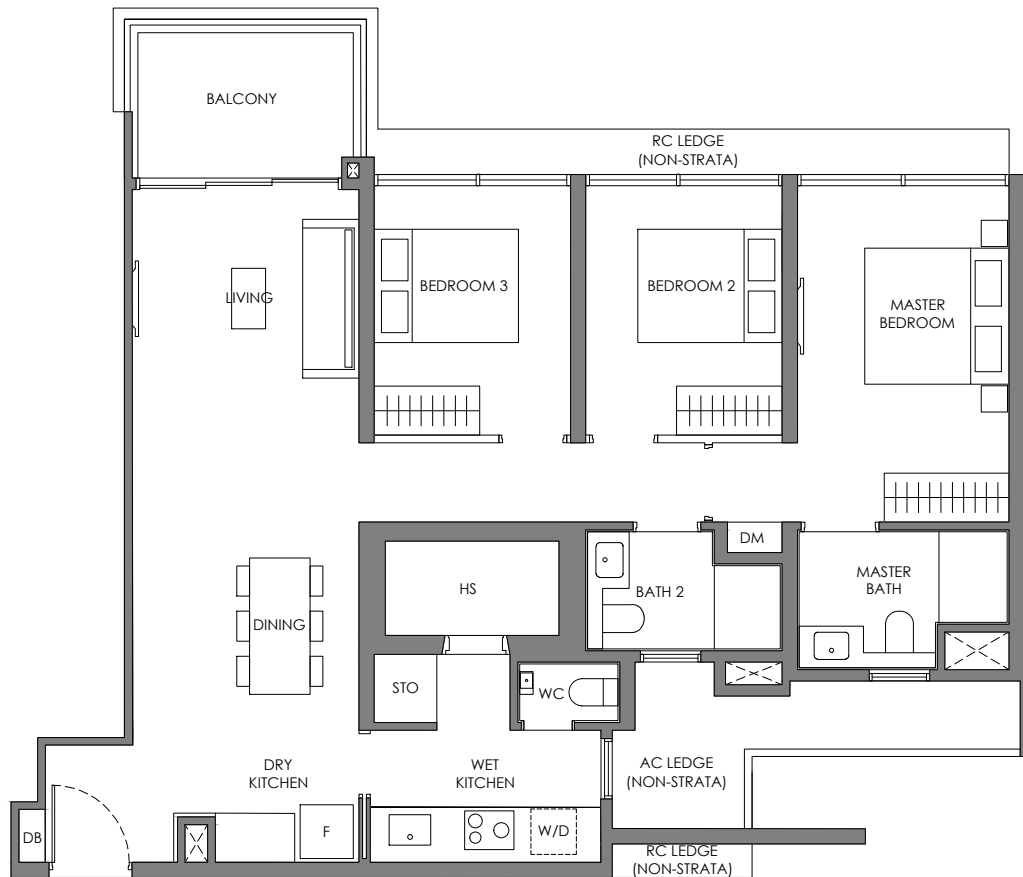 BALCONY
RC LEDGE
(NON-STRATA)
LIVING
BEDROOM 3
BEDROOM 2
MASTER
BEDROOM
DM
HS
BATH 2
MASTER
BATH
DINING
STO
WC
DRY
KITCHEN
WET
KITCHEN
AC LEDGE
(NON-STRATA)
DB
F
W/D
RC LEDGE
(NON-STRATA)